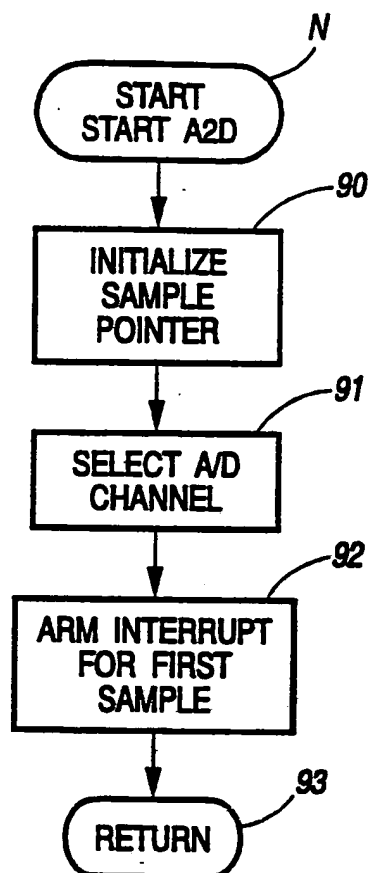 N
START
START A2D
90
INITIALIZE
SAMPLE
POINTER
91
SELECT A/D
CHANNEL
92
ARM INTERRUPT
FOR FIRST
SAMPLE
93
RETURN